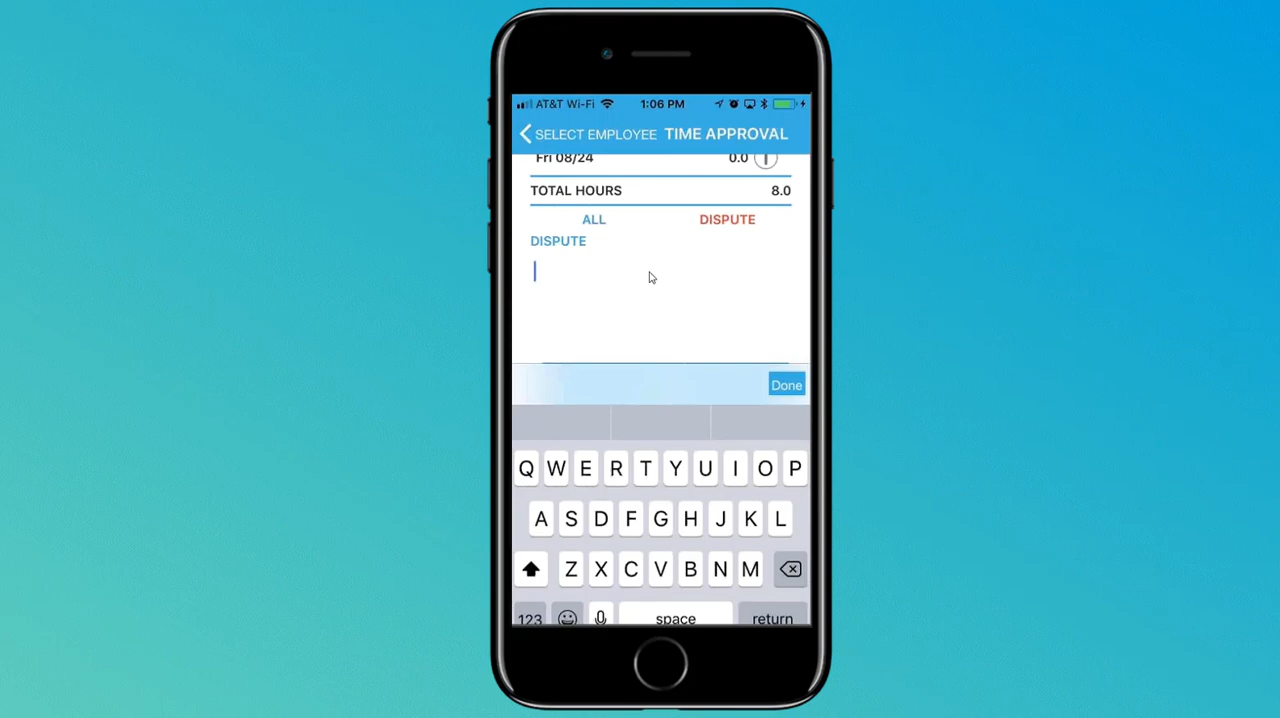 AT&T Wi-Fi 1:06 PM
SELECT EMPLOYEE TIME APPROVAL
Fri 08/24 0.0
TOTAL HOURS 8.0
ALL DISPUTE
DISPUTE
Done
Q W E R T Y U I O P
A S D F G H J K L
Z X C V B N M
123 space return